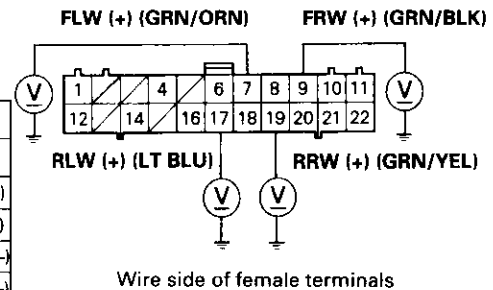 FLW (+) (GRN/ORN) FRW (+) (GRN/BLK)
V V
1 4 6 7 8 9 10 11
12 14 16 17 18 19 20 21 22
RLW (+) (LT BLU) RRW (+) (GRN/YEL)
V V
Wire side of female terminals